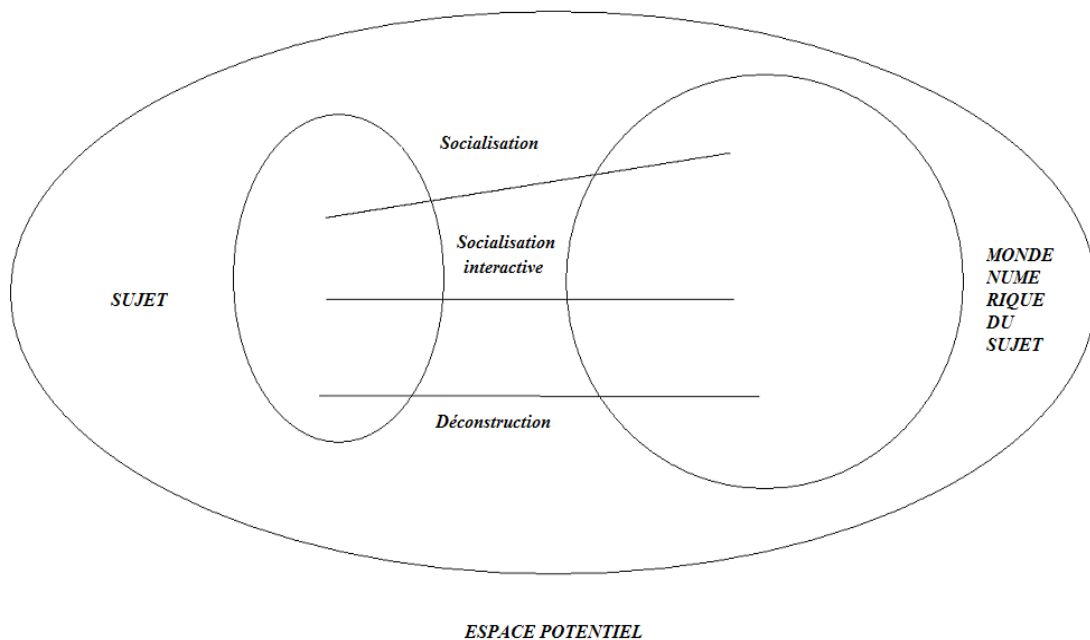 Socialisation
Socialisation
interactive
SUJET
MONDE
NUME
RIQUE
DU
SUJET
Déconstruction
ESPACE POTENTIEL